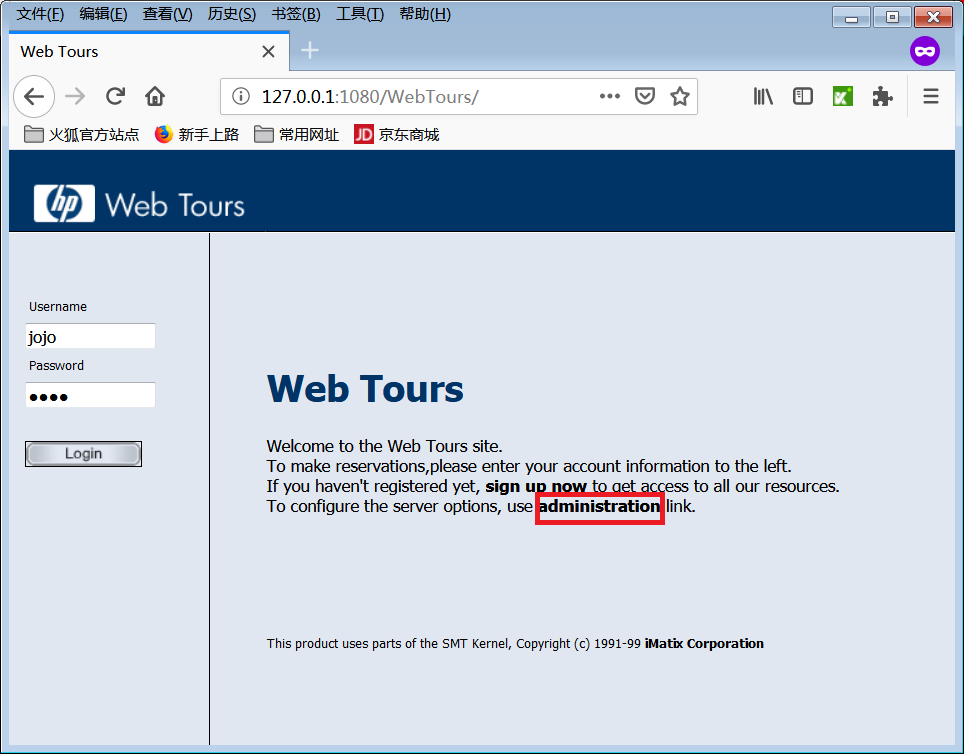 文件(F) 编辑(E) 查看(V) 历史(S) 书签(B) 工具(T) 帮助(H)
Web Tours
127.0.0.1:1080/WebTours/
火狐官方站点 新手上路 常用网址 JD 京东商城
hp Web Tours
Username
jojo
Password
••••
Login
Web Tours
Welcome to the Web Tours site.
To make reservations,please enter your account information to the left.
If you haven't registered yet, sign up now to get access to all our resources.
To configure the server options, use administration link.
This product uses parts of the SMT Kernel, Copyright (c) 1991-99 iMatix Corporation